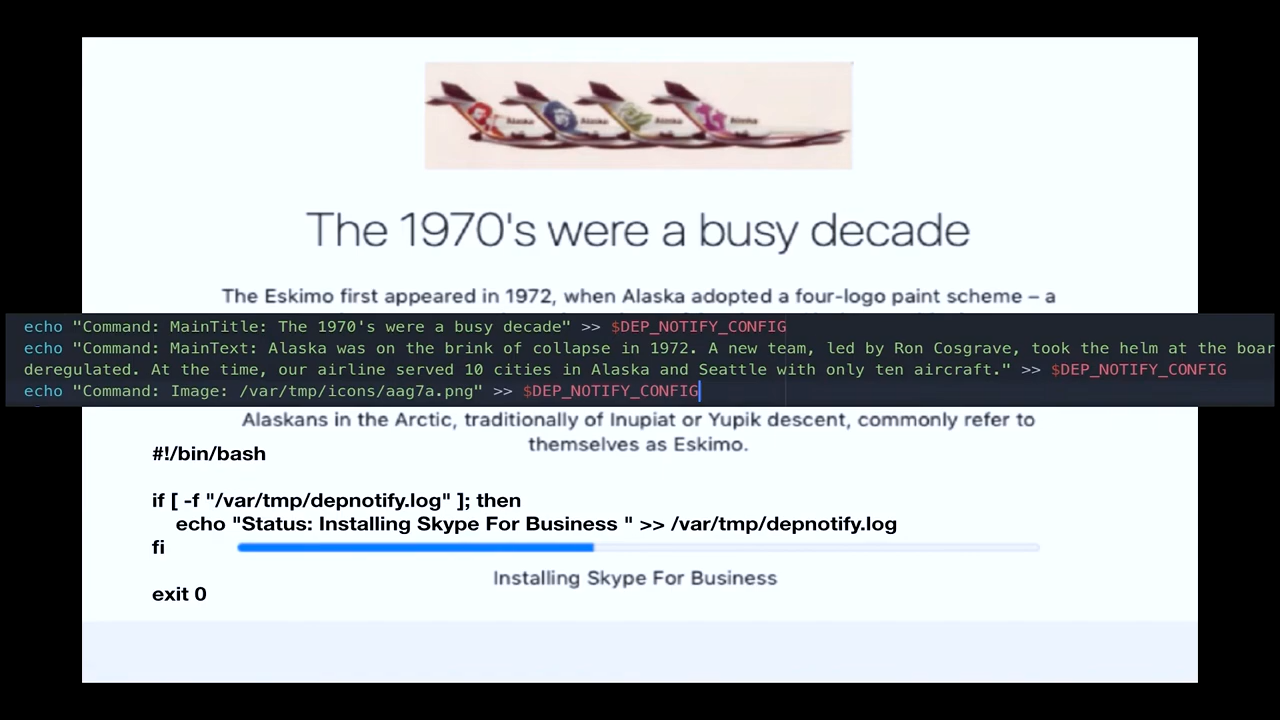 Alaska Alaska Alaska Alaska
The 1970's were a busy decade
The Eskimo first appeared in 1972, when Alaska adopted a four-logo paint scheme – a
echo "Command: MainTitle: The 1970's were a busy decade" >> $DEP_NOTIFY_CONFIG
echo "Command: MainText: Alaska was on the brink of collapse in 1972. A new team, led by Ron Cosgrave, took the helm at the boar
deregulated. At the time, our airline served 10 cities in Alaska and Seattle with only ten aircraft." >> $DEP_NOTIFY_CONFIG
echo "Command: Image: /var/tmp/icons/aag7a.png" >> $DEP_NOTIFY_CONFIG
Alaskans in the Arctic, traditionally of Inupiat or Yupik descent, commonly refer to
themselves as Eskimo.
#!/bin/bash
if [ -f "/var/tmp/depnotify.log" ]; then
echo "Status: Installing Skype For Business " >> /var/tmp/depnotify.log
fi
Installing Skype For Business
exit 0